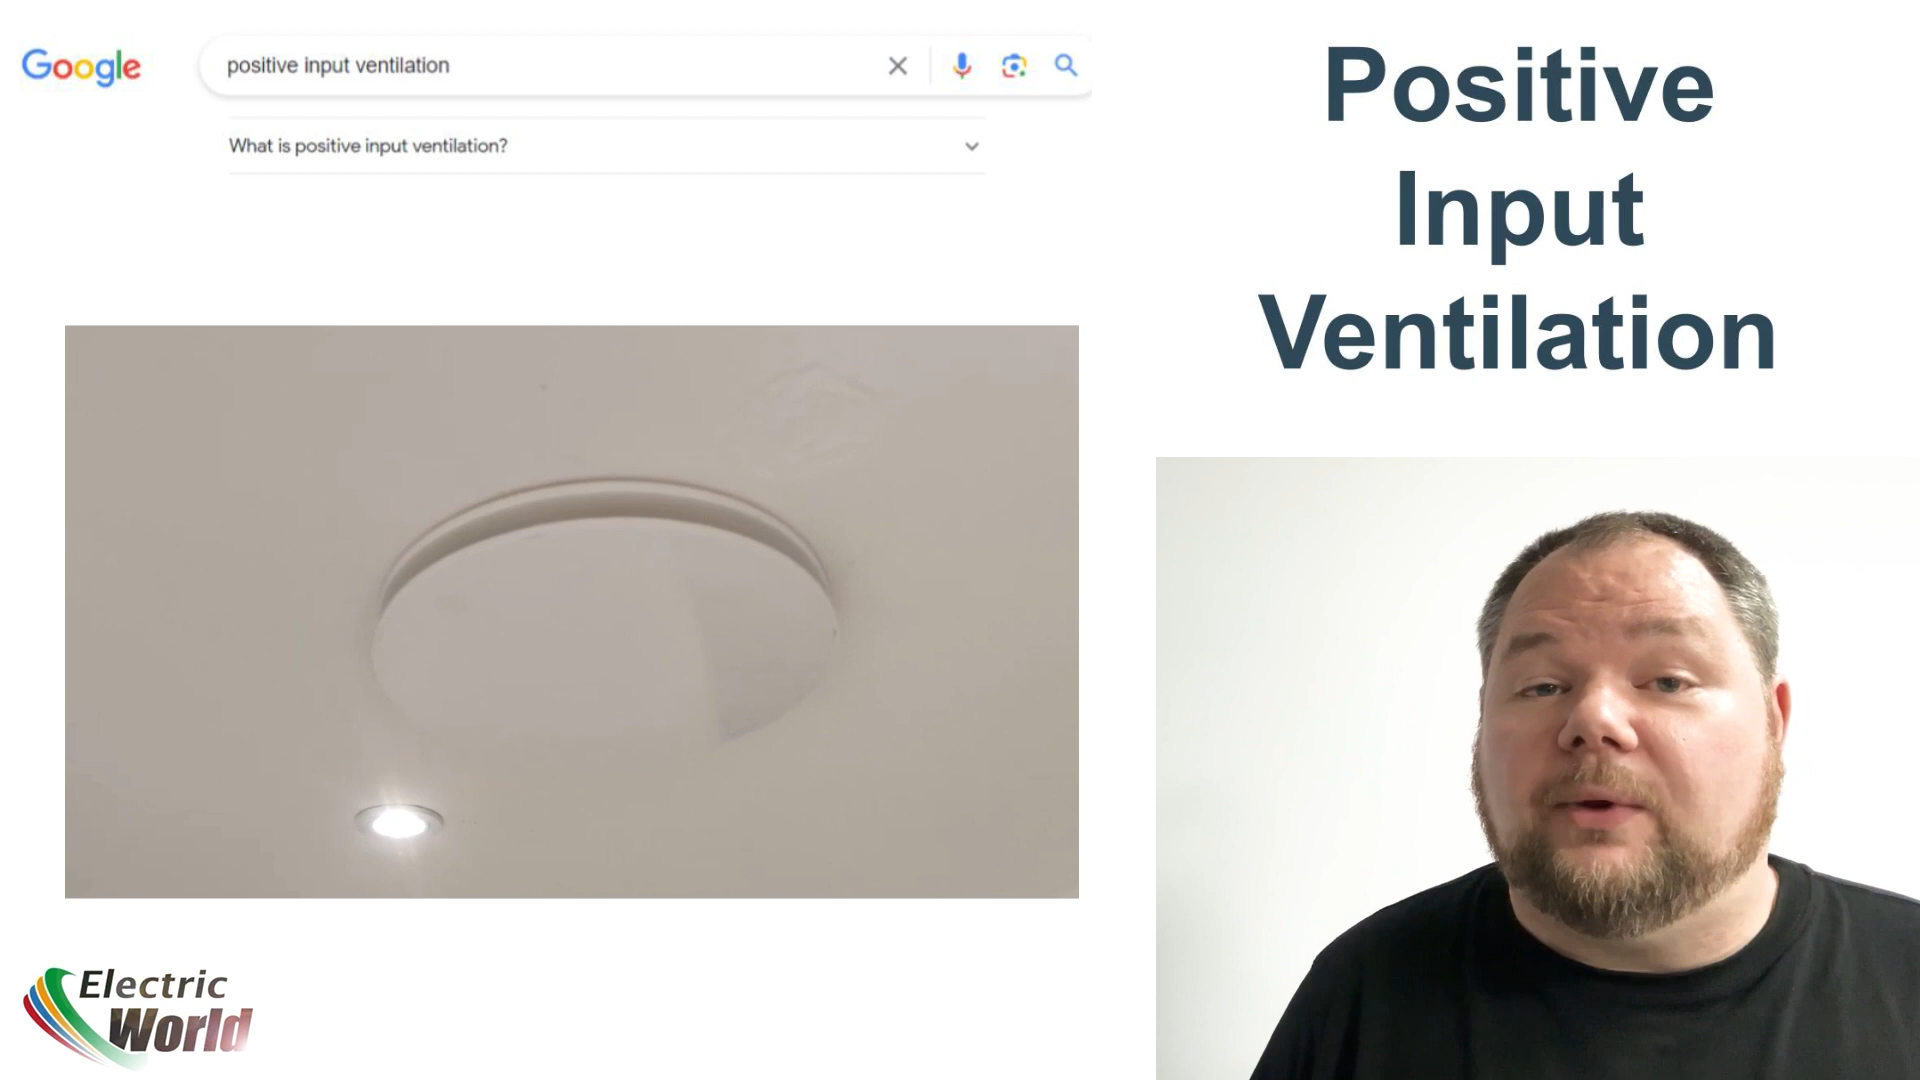 Google
positive input ventilation
What is positive input ventilation?
Positive
Input
Ventilation
Electric
World